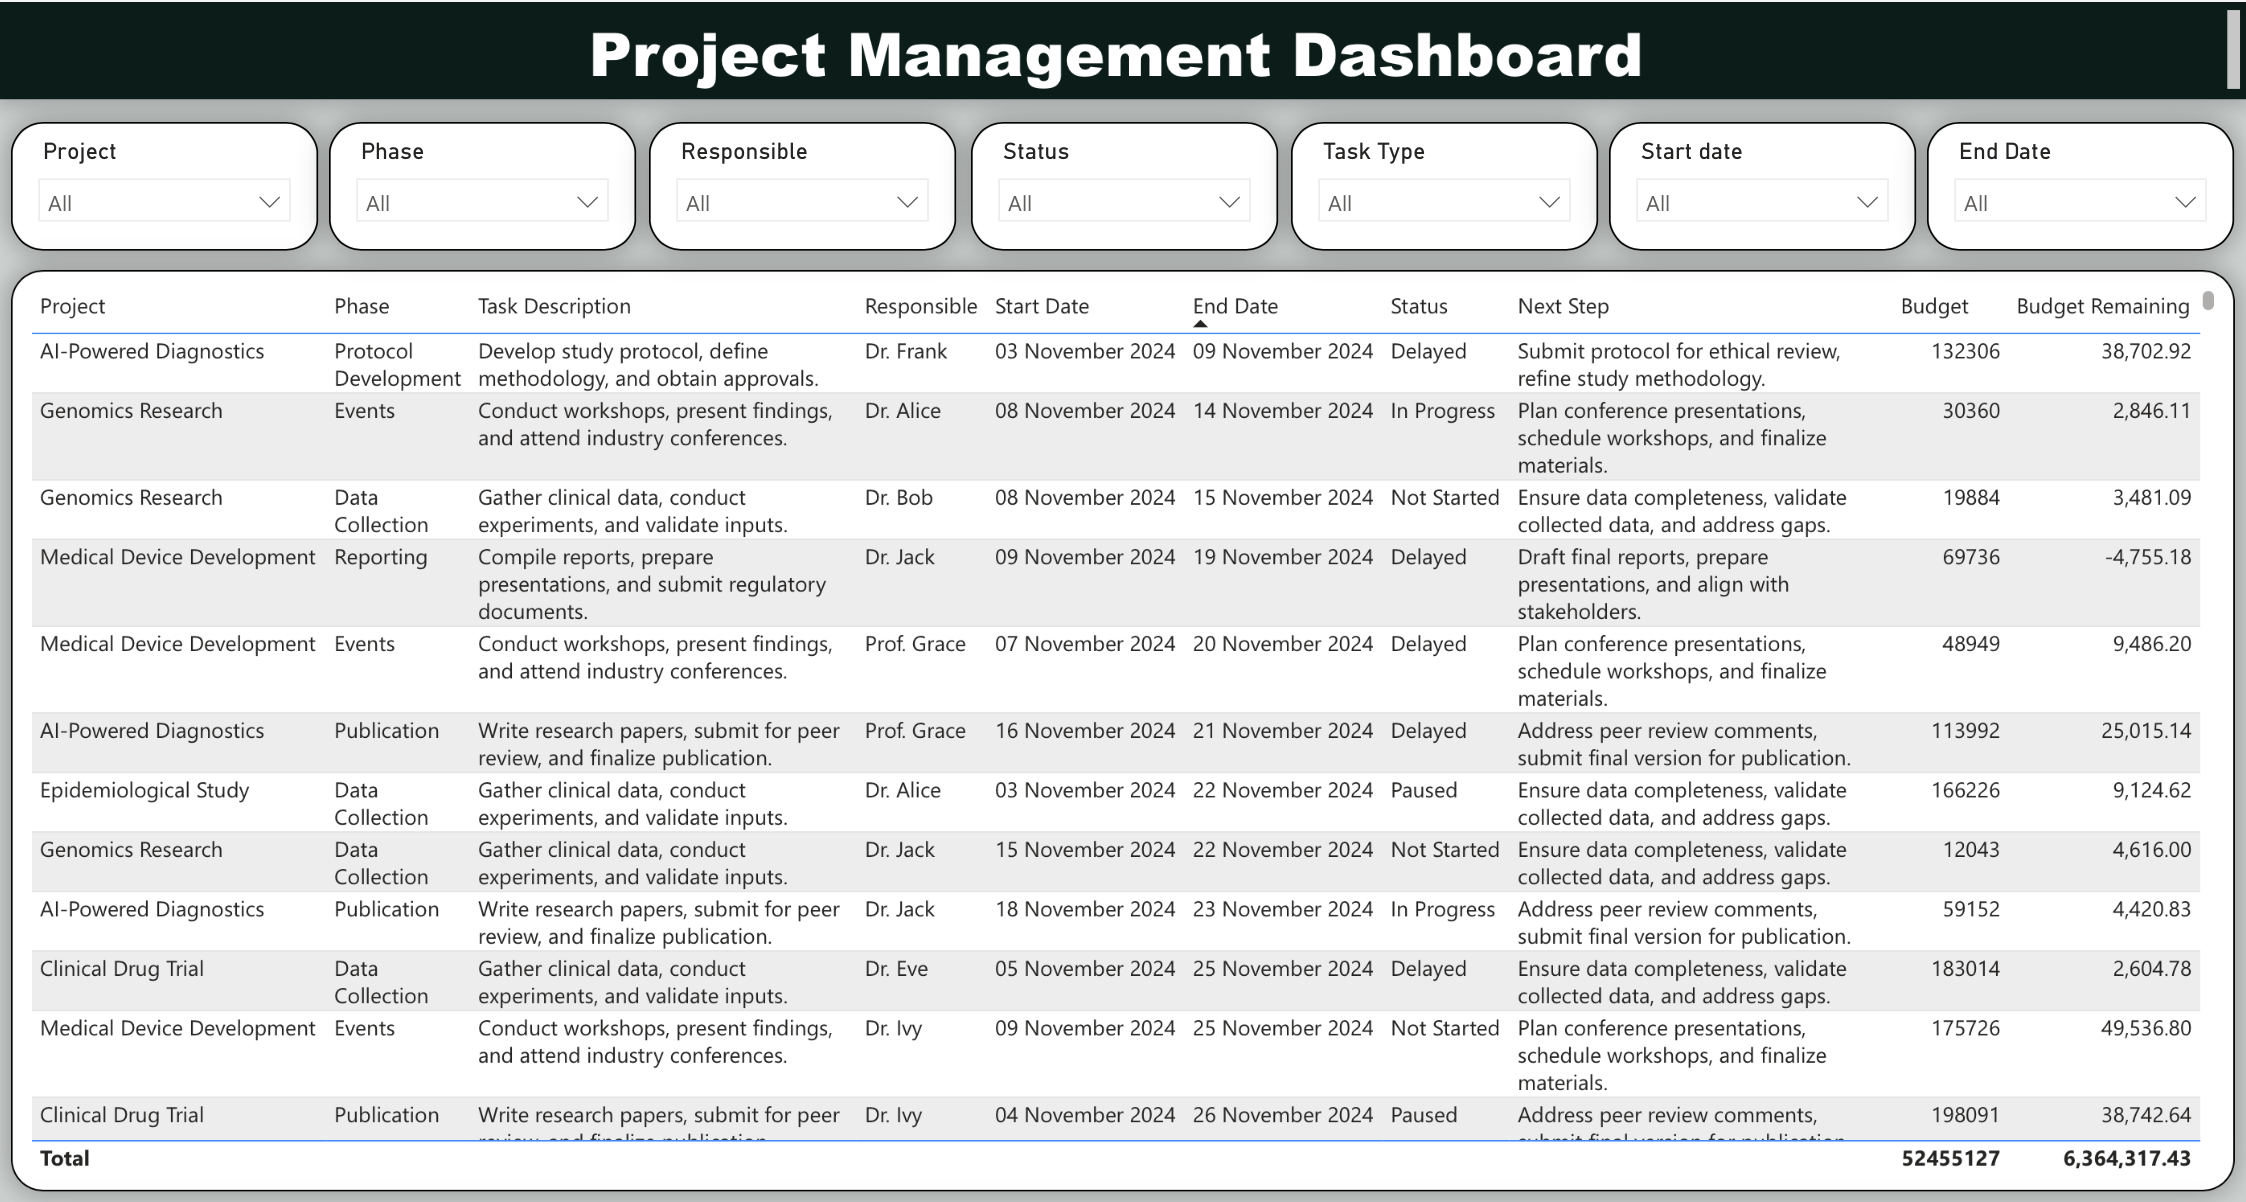 Project Management Dashboard
Project Phase Responsible Status Task Type Start date End Date
All All All All All All All
Project Phase Task Description Responsible Start Date End Date Status Next Step Budget Budget Remaining
AI-Powered Diagnostics Protocol Develop study protocol, define Dr. Frank 03 November 2024 09 November 2024 Delayed Submit protocol for ethical review, 132306 38,702.92
Development methodology, and obtain approvals. refine study methodology.
Genomics Research Events Conduct workshops, present findings, Dr. Alice 08 November 2024 14 November 2024 In Progress Plan conference presentations, 30360 2,846.11
and attend industry conferences. schedule workshops, and finalize
materials.
Genomics Research Data Gather clinical data, conduct Dr. Bob 08 November 2024 15 November 2024 Not Started Ensure data completeness, validate 19884 3,481.09
Collection experiments, and validate inputs. collected data, and address gaps.
Medical Device Development Reporting Compile reports, prepare Dr. Jack 09 November 2024 19 November 2024 Delayed Draft final reports, prepare 69736 -4,755.18
presentations, and submit regulatory presentations, and align with
documents. stakeholders.
Medical Device Development Events Conduct workshops, present findings, Prof. Grace 07 November 2024 20 November 2024 Delayed Plan conference presentations, 48949 9,486.20
and attend industry conferences. schedule workshops, and finalize
materials.
AI-Powered Diagnostics Publication Write research papers, submit for peer Prof. Grace 16 November 2024 21 November 2024 Delayed Address peer review comments, 113992 25,015.14
review, and finalize publication. submit final version for publication.
Epidemiological Study Data Gather clinical data, conduct Dr. Alice 03 November 2024 22 November 2024 Paused Ensure data completeness, validate 166226 9,124.62
Collection experiments, and validate inputs. collected data, and address gaps.
Genomics Research Data Gather clinical data, conduct Dr. Jack 15 November 2024 22 November 2024 Not Started Ensure data completeness, validate 12043 4,616.00
Collection experiments, and validate inputs. collected data, and address gaps.
AI-Powered Diagnostics Publication Write research papers, submit for peer Dr. Jack 18 November 2024 23 November 2024 In Progress Address peer review comments, 59152 4,420.83
review, and finalize publication. submit final version for publication.
Clinical Drug Trial Data Gather clinical data, conduct Dr. Eve 05 November 2024 25 November 2024 Delayed Ensure data completeness, validate 183014 2,604.78
Collection experiments, and validate inputs. collected data, and address gaps.
Medical Device Development Events Conduct workshops, present findings, Dr. Ivy 09 November 2024 25 November 2024 Not Started Plan conference presentations, 175726 49,536.80
and attend industry conferences. schedule workshops, and finalize
materials.
Clinical Drug Trial Publication Write research papers, submit for peer Dr. Ivy 04 November 2024 26 November 2024 Paused Address peer review comments, 198091 38,742.64
Total 52455127 6,364,317.43